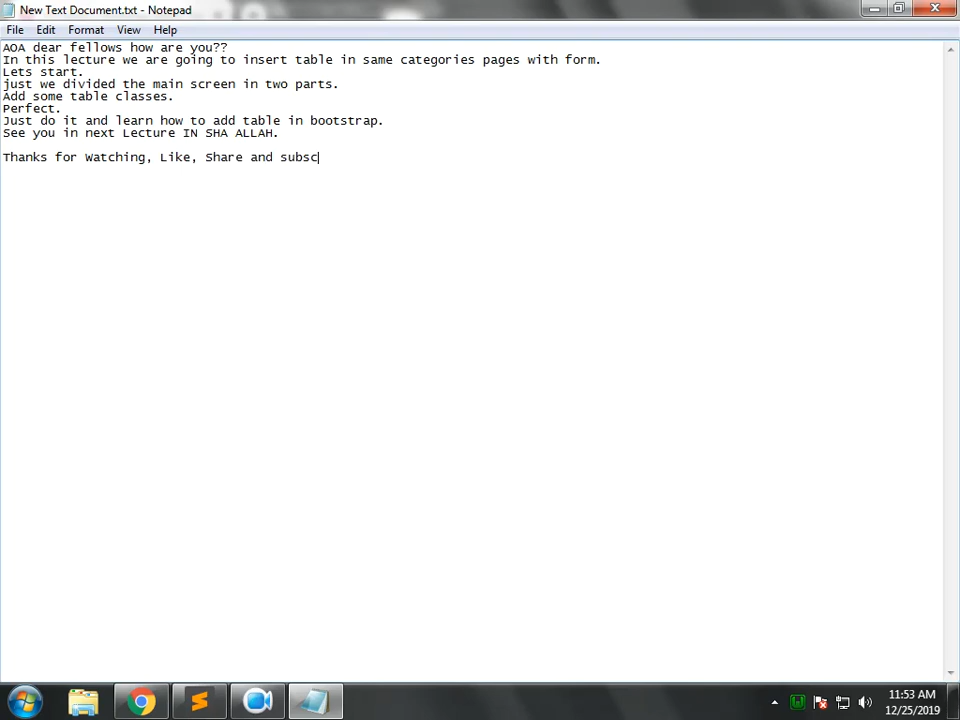 New Text Document.txt - Notepad
File Edit Format View Help
AOA dear fellows how are you??
In this lecture we are going to insert table in same categories pages with form.
Lets start.
just we divided the main screen in two parts.
Add some table classes.
Perfect.
Just do it and learn how to add table in bootstrap.
See you in next Lecture IN SHA ALLAH.
Thanks for Watching, Like, Share and subsc
11:53 AM
12/25/2019